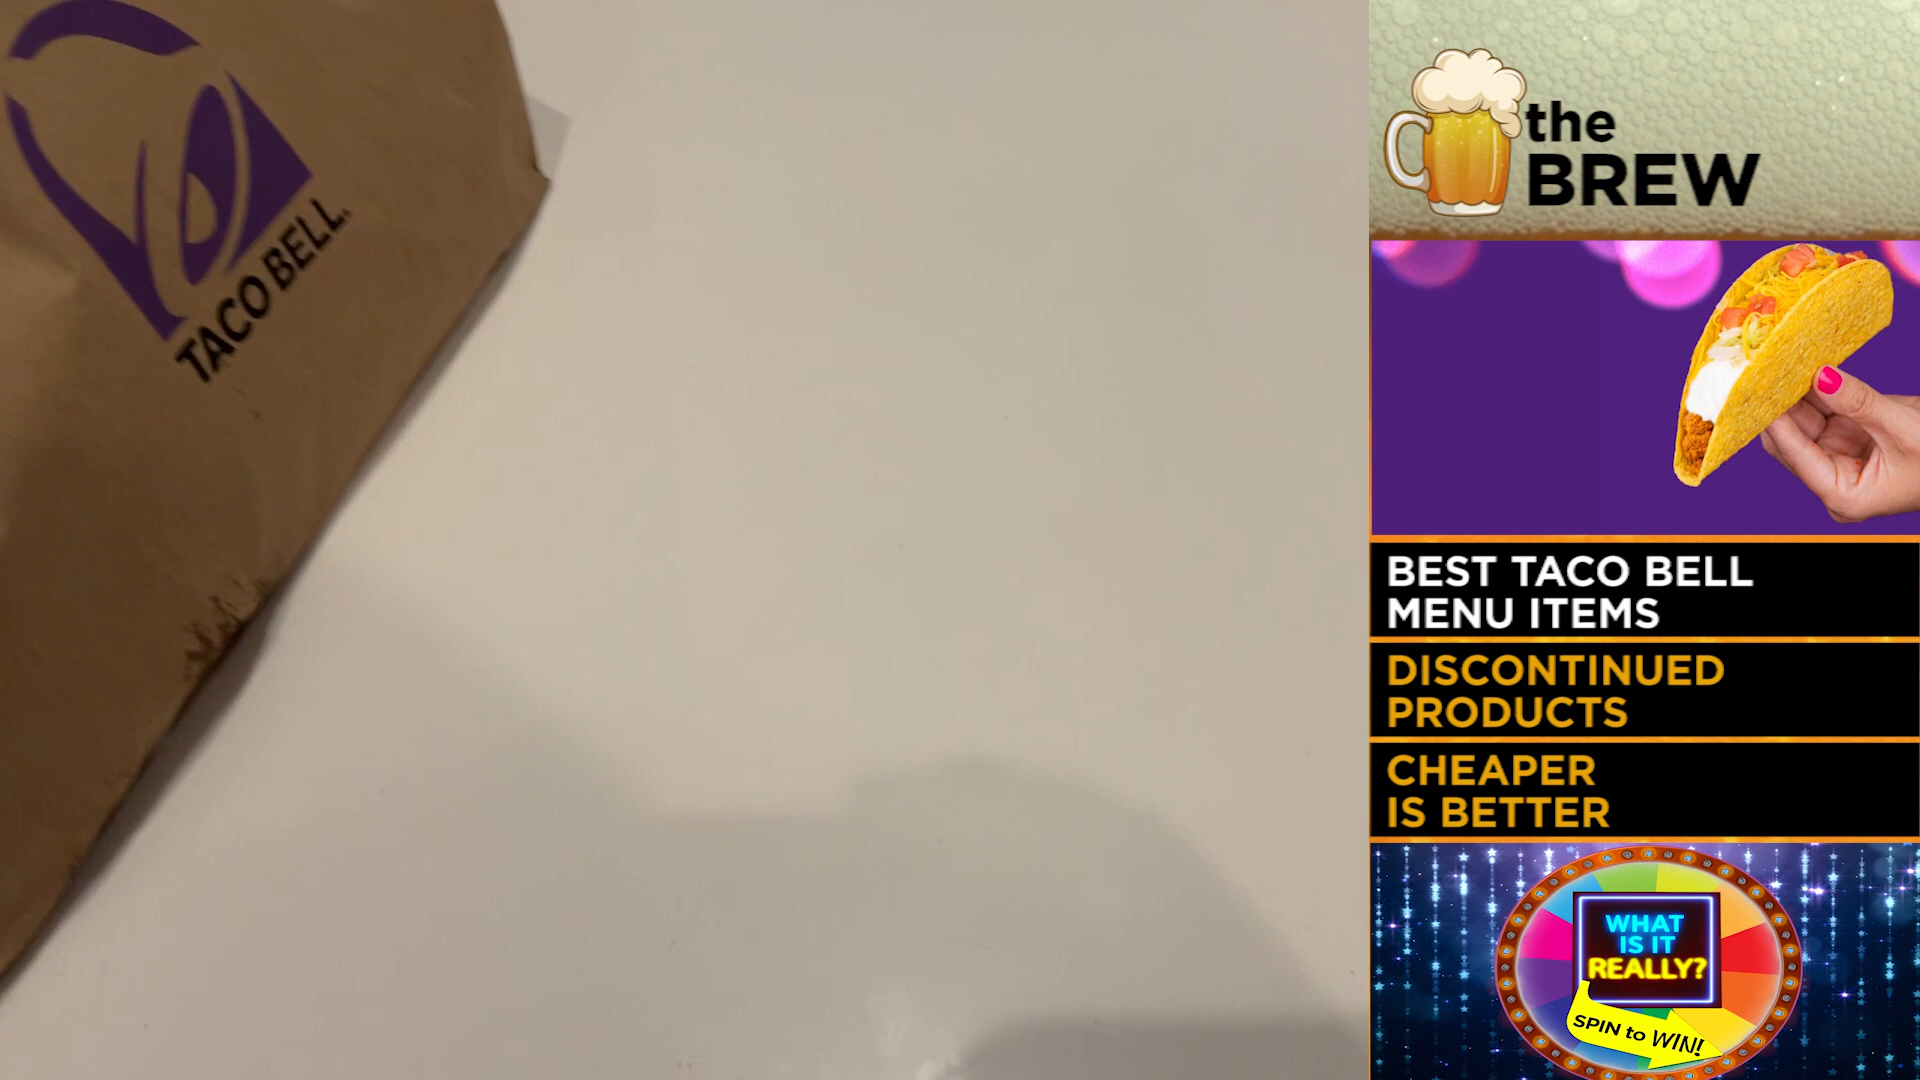 TACO BELL
the
BREW
BEST TACO BELL
MENU ITEMS
DISCONTINUED
PRODUCTS
CHEAPER
IS BETTER
WHAT
IS IT
REALLY?
SPIN to WIN!